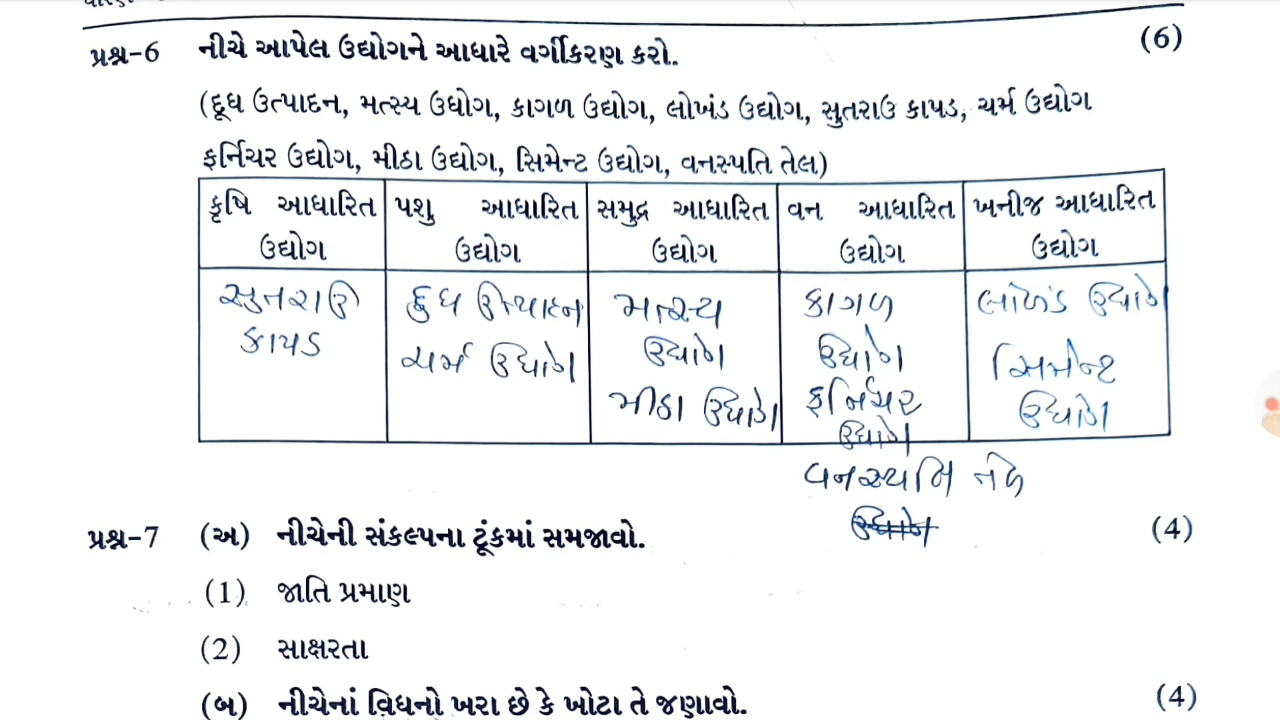 પ્રશ્ન-6 નીચે આપેલ ઉદ્યોગને આધારે વર્ગીકરણ કરો. (6)
(દૂધ ઉત્પાદન, મત્સ્ય ઉદ્યોગ, કાગળ ઉદ્યોગ, લોખંડ ઉદ્યોગ, સુતરાઉ કાપડ, ચર્મ ઉદ્યોગ
ફર્નિચર ઉદ્યોગ, મીઠા ઉદ્યોગ, સિમેન્ટ ઉદ્યોગ, વનસ્પતિ તેલ)
કૃષિ આધારિત ઉદ્યોગ
પશુ આધારિત ઉદ્યોગ
સમુદ્ર આધારિત ઉદ્યોગ
વન આધારિત ઉદ્યોગ
ખનીજ આધારિત ઉદ્યોગ
સુતરાઉ
કાપડ
દુધ ઉત્પાદન
ચર્મ ઉદ્યોગ
મત્સ્ય
ઉદ્યોગ
મીઠા ઉદ્યોગ
કાગળ
ઉદ્યોગ
ફર્નિચર
ઉદ્યોગ
વનસ્પતિ તેલ
લોખંડ ઉદ્યોગ
સિમેન્ટ
ઉદ્યોગ
પ્રશ્ન-7 (અ) નીચેની સંકલ્પના ટૂંકમાં સમજાવો. (4)
(1) જાતિ પ્રમાણ
(2) સાક્ષરતા
(બ) નીચેનાં વિધનો ખરા છે કે ખોટા તે જણાવો. (4)